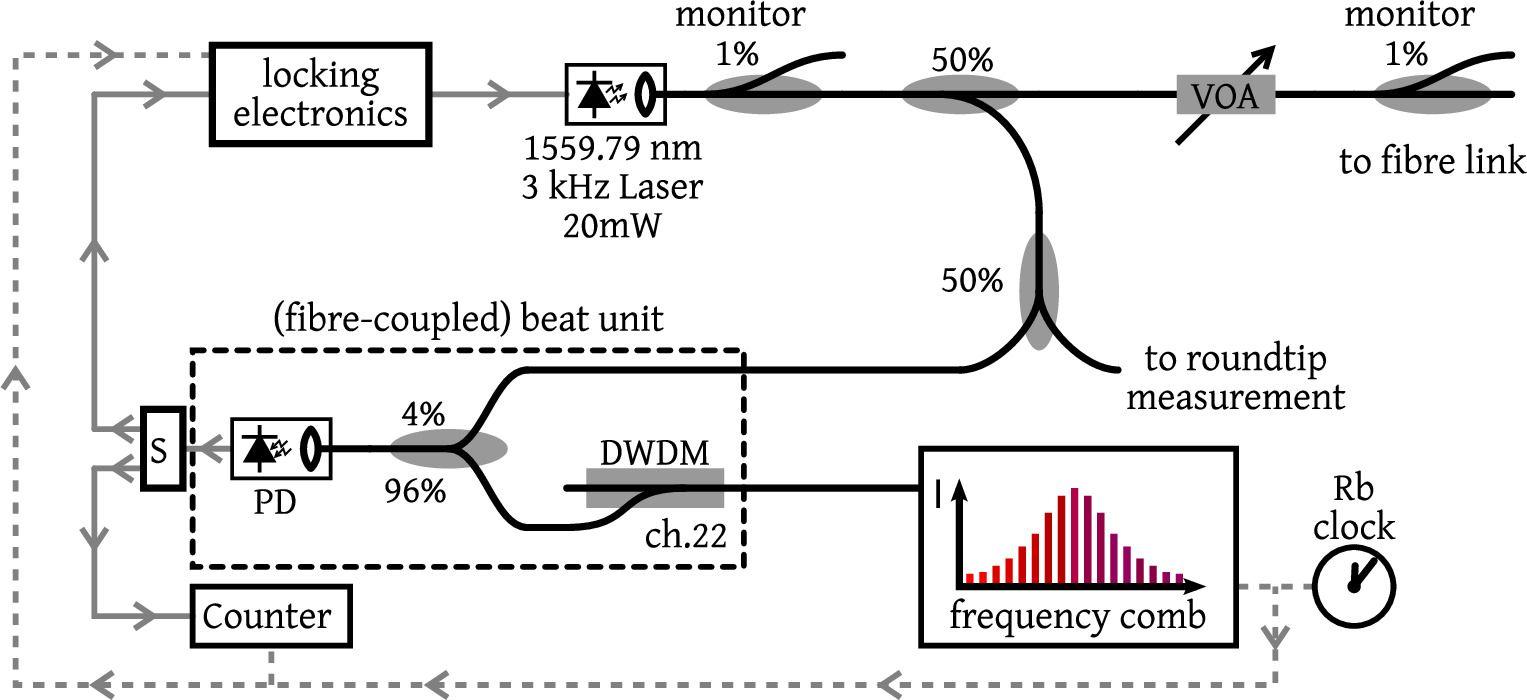 monitor
1%
50%
monitor
1%
locking
electronics
VOA
1559.79 nm
3 kHz Laser
20mW
to fibre link
50%
(fibre-coupled) beat unit
to roundtip
measurement
4%
S
DWDM
96%
PD
ch.22
I
Rb
clock
frequency comb
Counter